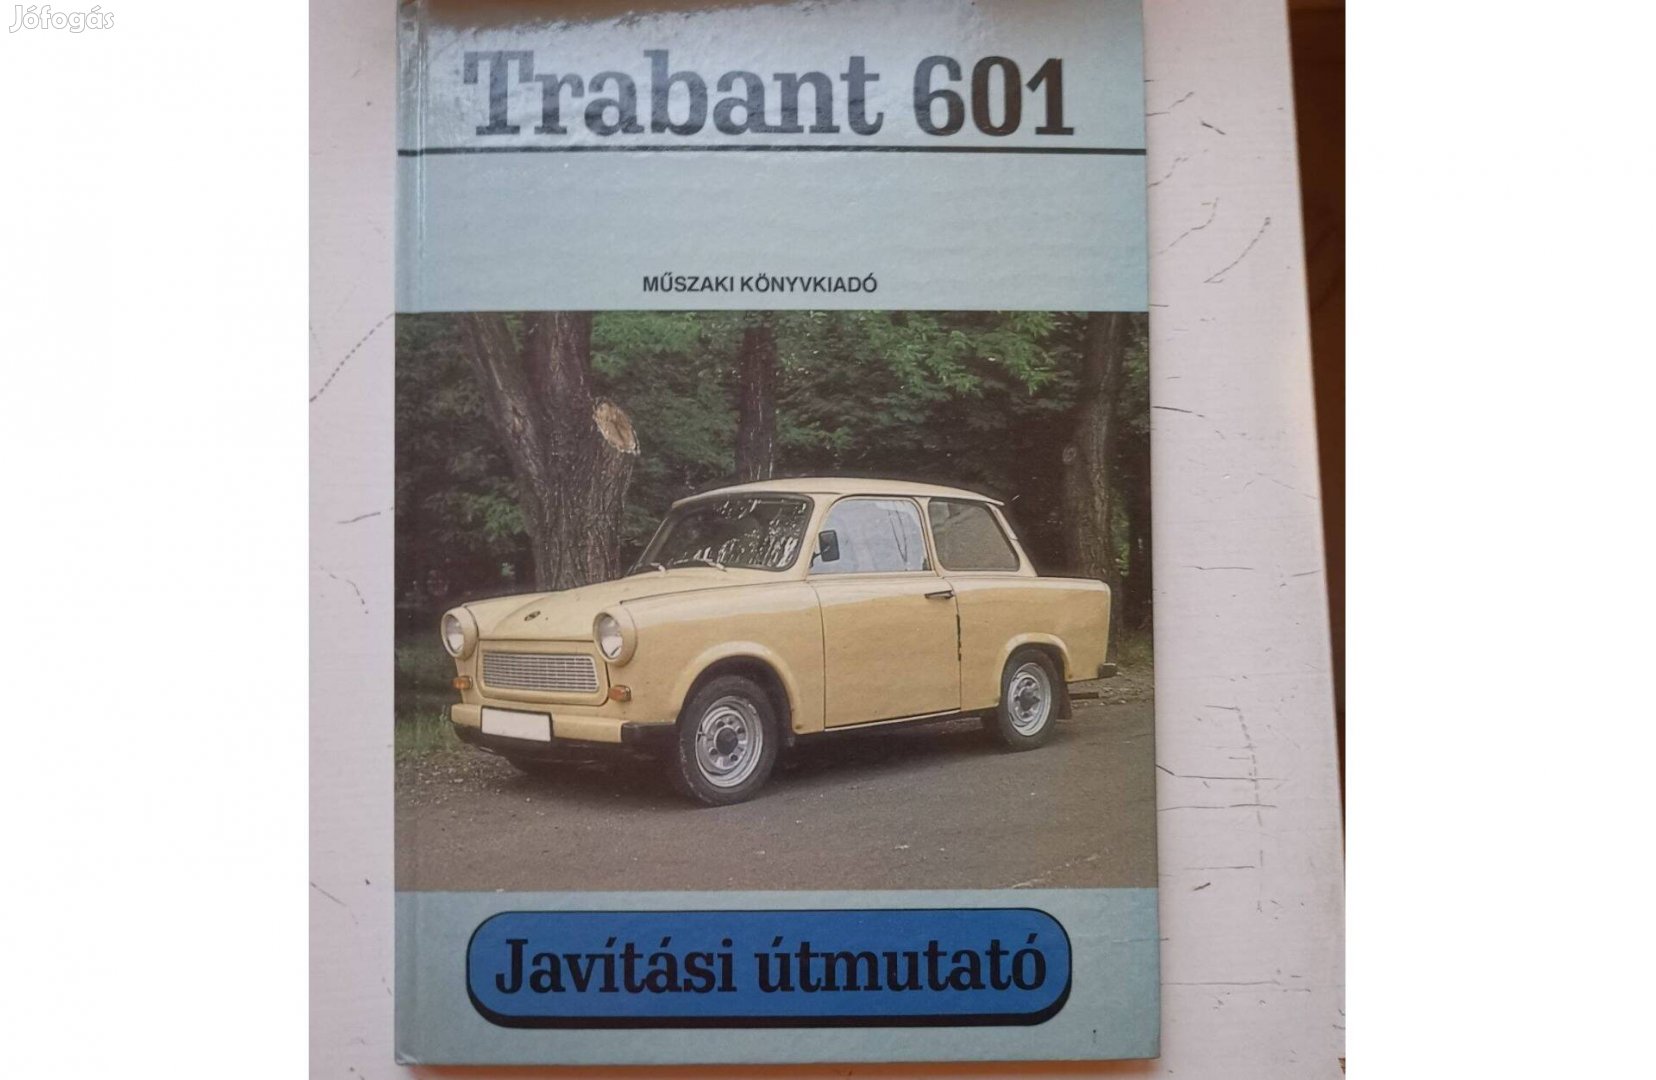 Jófogás
Trabant 601
MŰSZAKI KÖNYVKIADÓ
Javítási útmutató